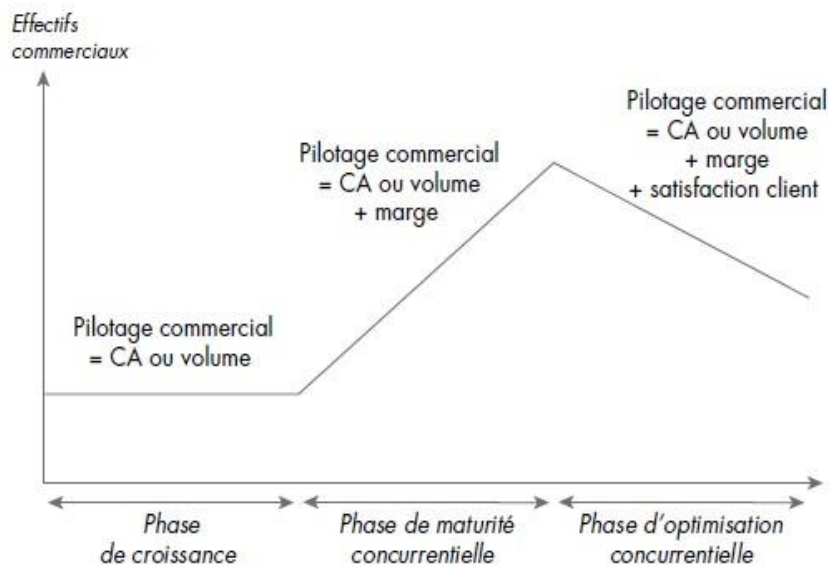 Effectifs
commerciaux
Pilotage commercial
= CA ou volume
+ marge
+ satisfaction client
Pilotage commercial
= CA ou volume
+ marge
Pilotage commercial
= CA ou volume
Phase
de croissance
Phase de maturité
concurrentielle
Phase d'optimisation
concurrentielle